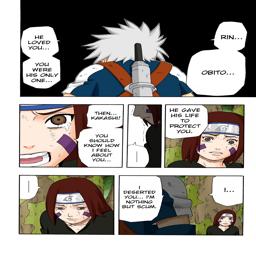 RIN...
OBITO...
HE
LOVED
YOU...
YOU
WERE
HIS ONLY
ONE...
HE GAVE
HIS LIFE
TO
PROTECT
YOU.
THEN...
KAKASHI!
YOU
SHOULD
KNOW HOW
I FEEL
ABOUT
YOU...
I...
I
DESERTED
YOU... I'M
NOTHING
BUT SCUM.